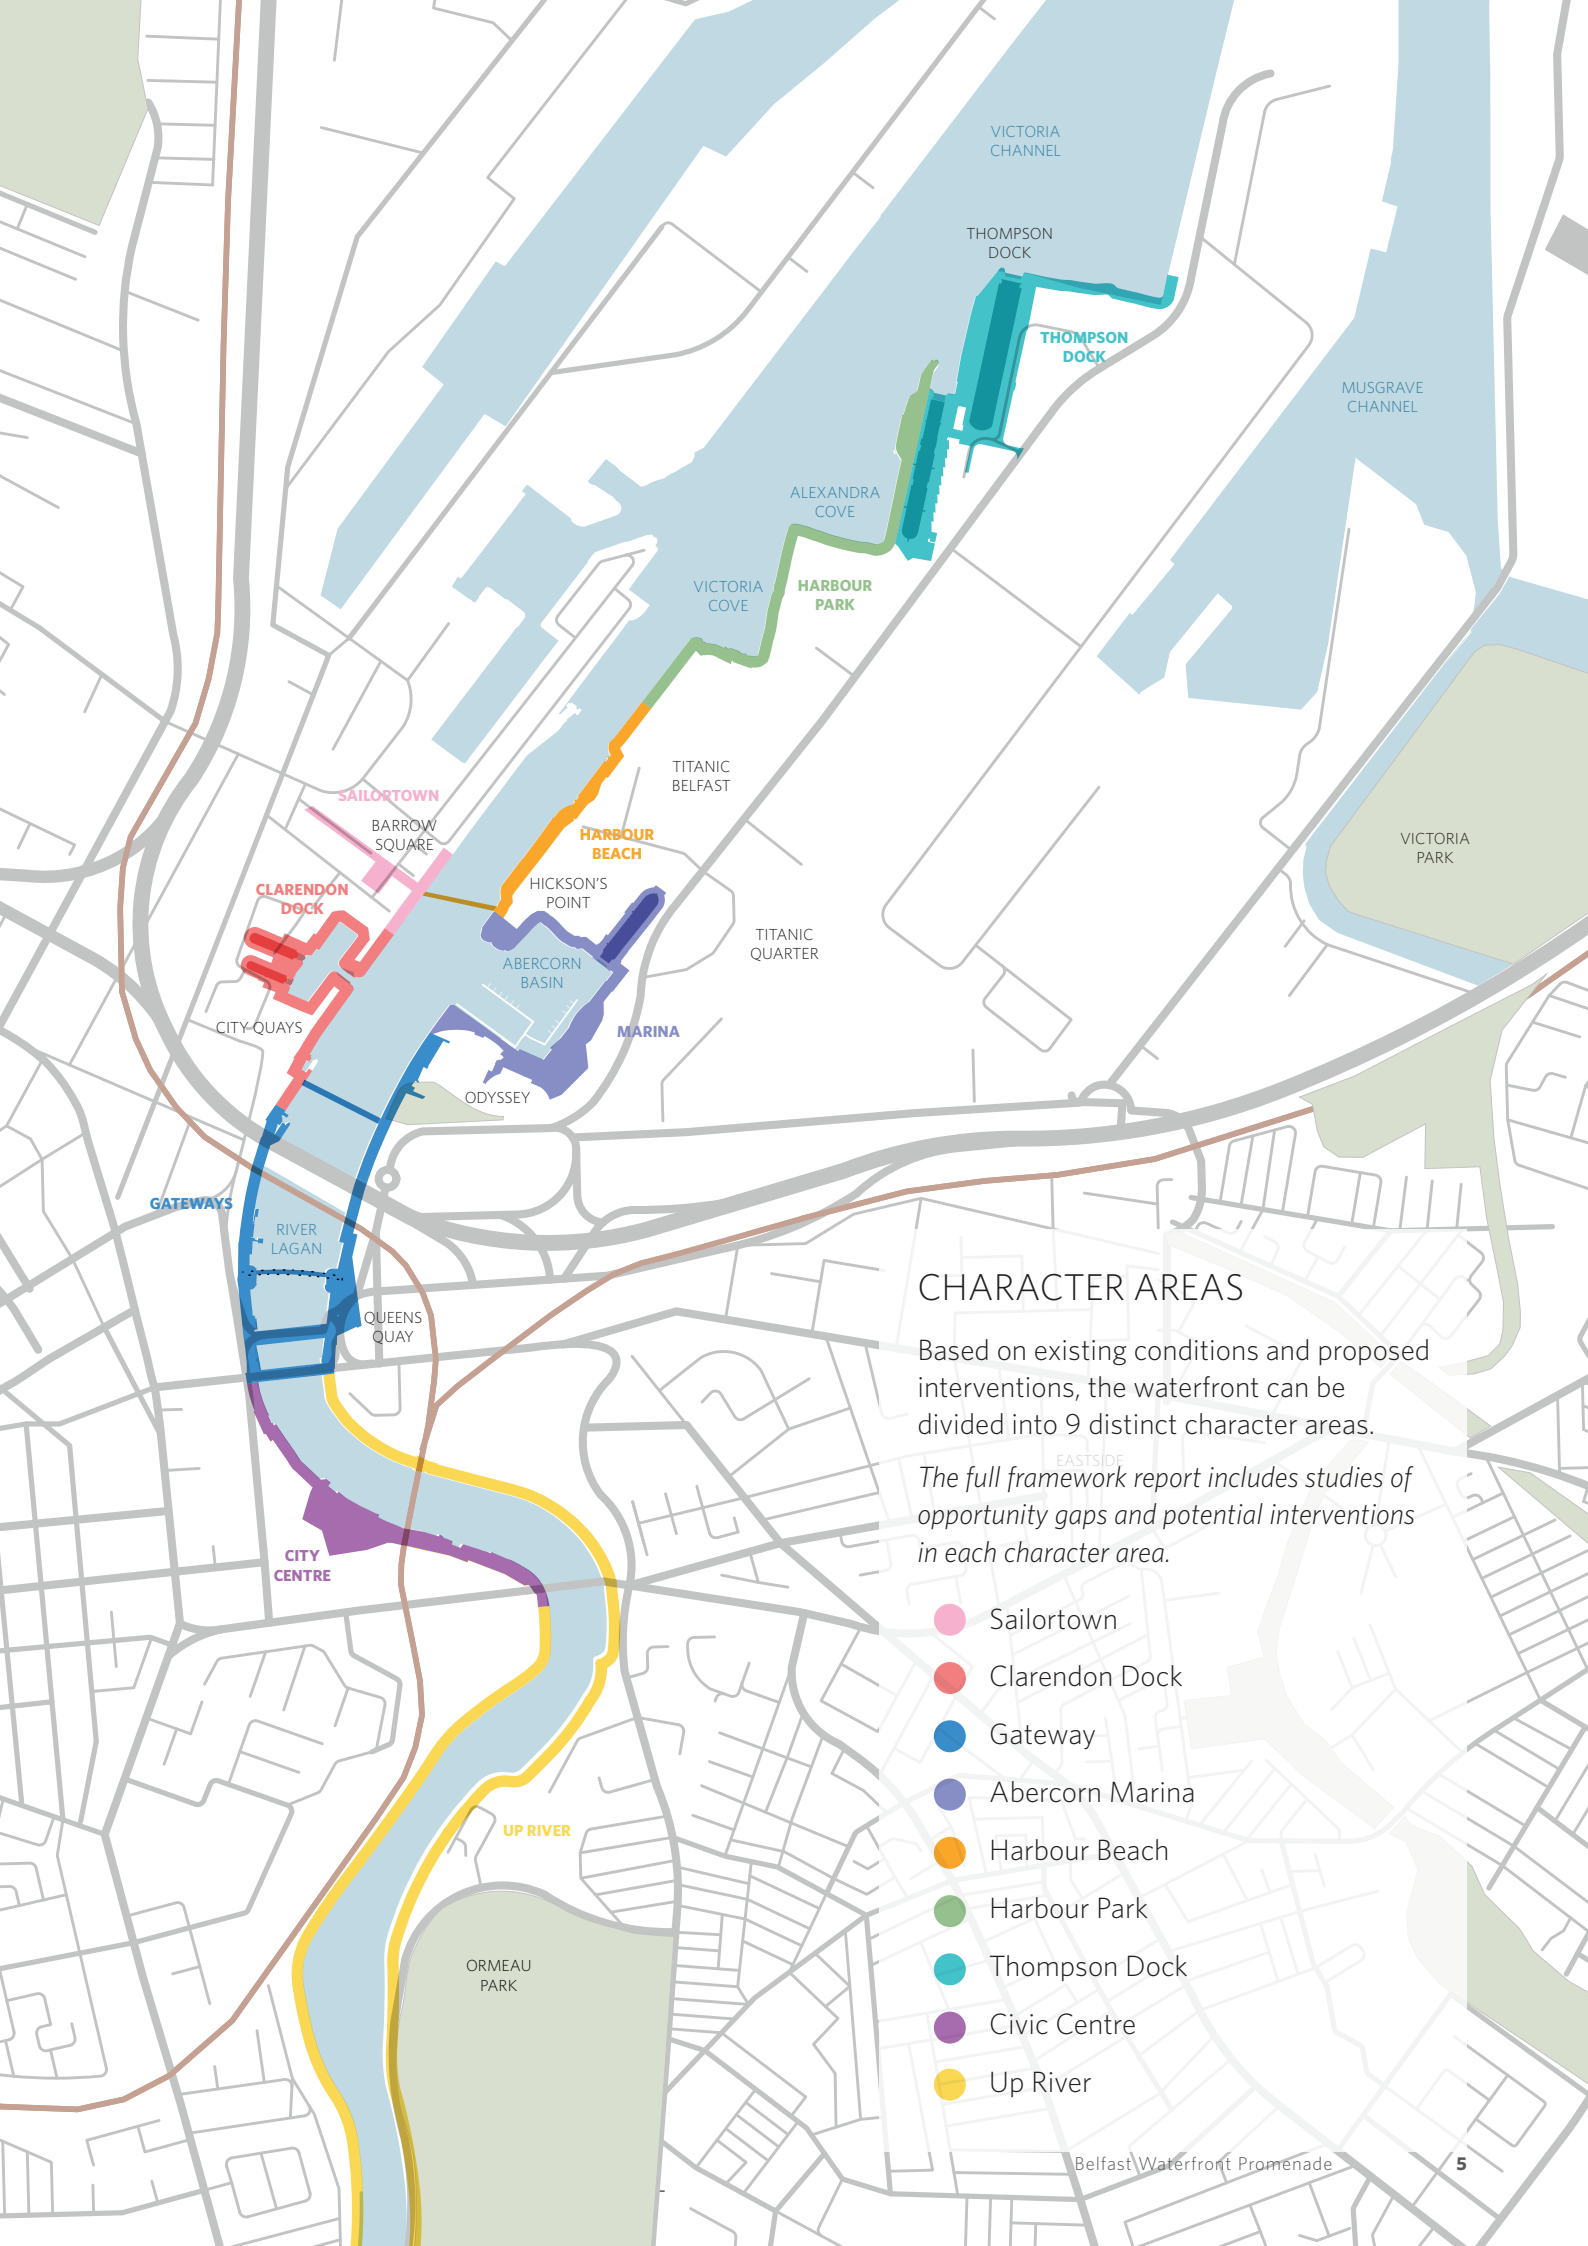 VICTORIA
CHANNEL
THOMPSON
DOCK
THOMPSON
DOCK
MUSGRAVE
CHANNEL
ALEXANDRA
COVE
VICTORIA
COVE
HARBOUR
PARK
TITANIC
BELFAST
SAILORTOWN
BARROW
SQUARE
HARBOUR
BEACH
VICTORIA
PARK
CLARENDON
DOCK
HICKSON'S
POINT
TITANIC
QUARTER
ABERCORN
BASIN
CITY QUAYS
MARINA
ODYSSEY
GATEWAYS
RIVER
LAGAN
QUEENS
QUAY
CITY
CENTRE
UP RIVER
ORMEAU
PARK
CHARACTER AREAS
Based on existing conditions and proposed
interventions, the waterfront can be
divided into 9 distinct character areas.
EASTSIDE
The full framework report includes studies of
opportunity gaps and potential interventions
in each character area.
Sailortown
Clarendon Dock
Gateway
Abercorn Marina
Harbour Beach
Harbour Park
Thompson Dock
Civic Centre
Up River
Belfast Waterfront Promenade
5